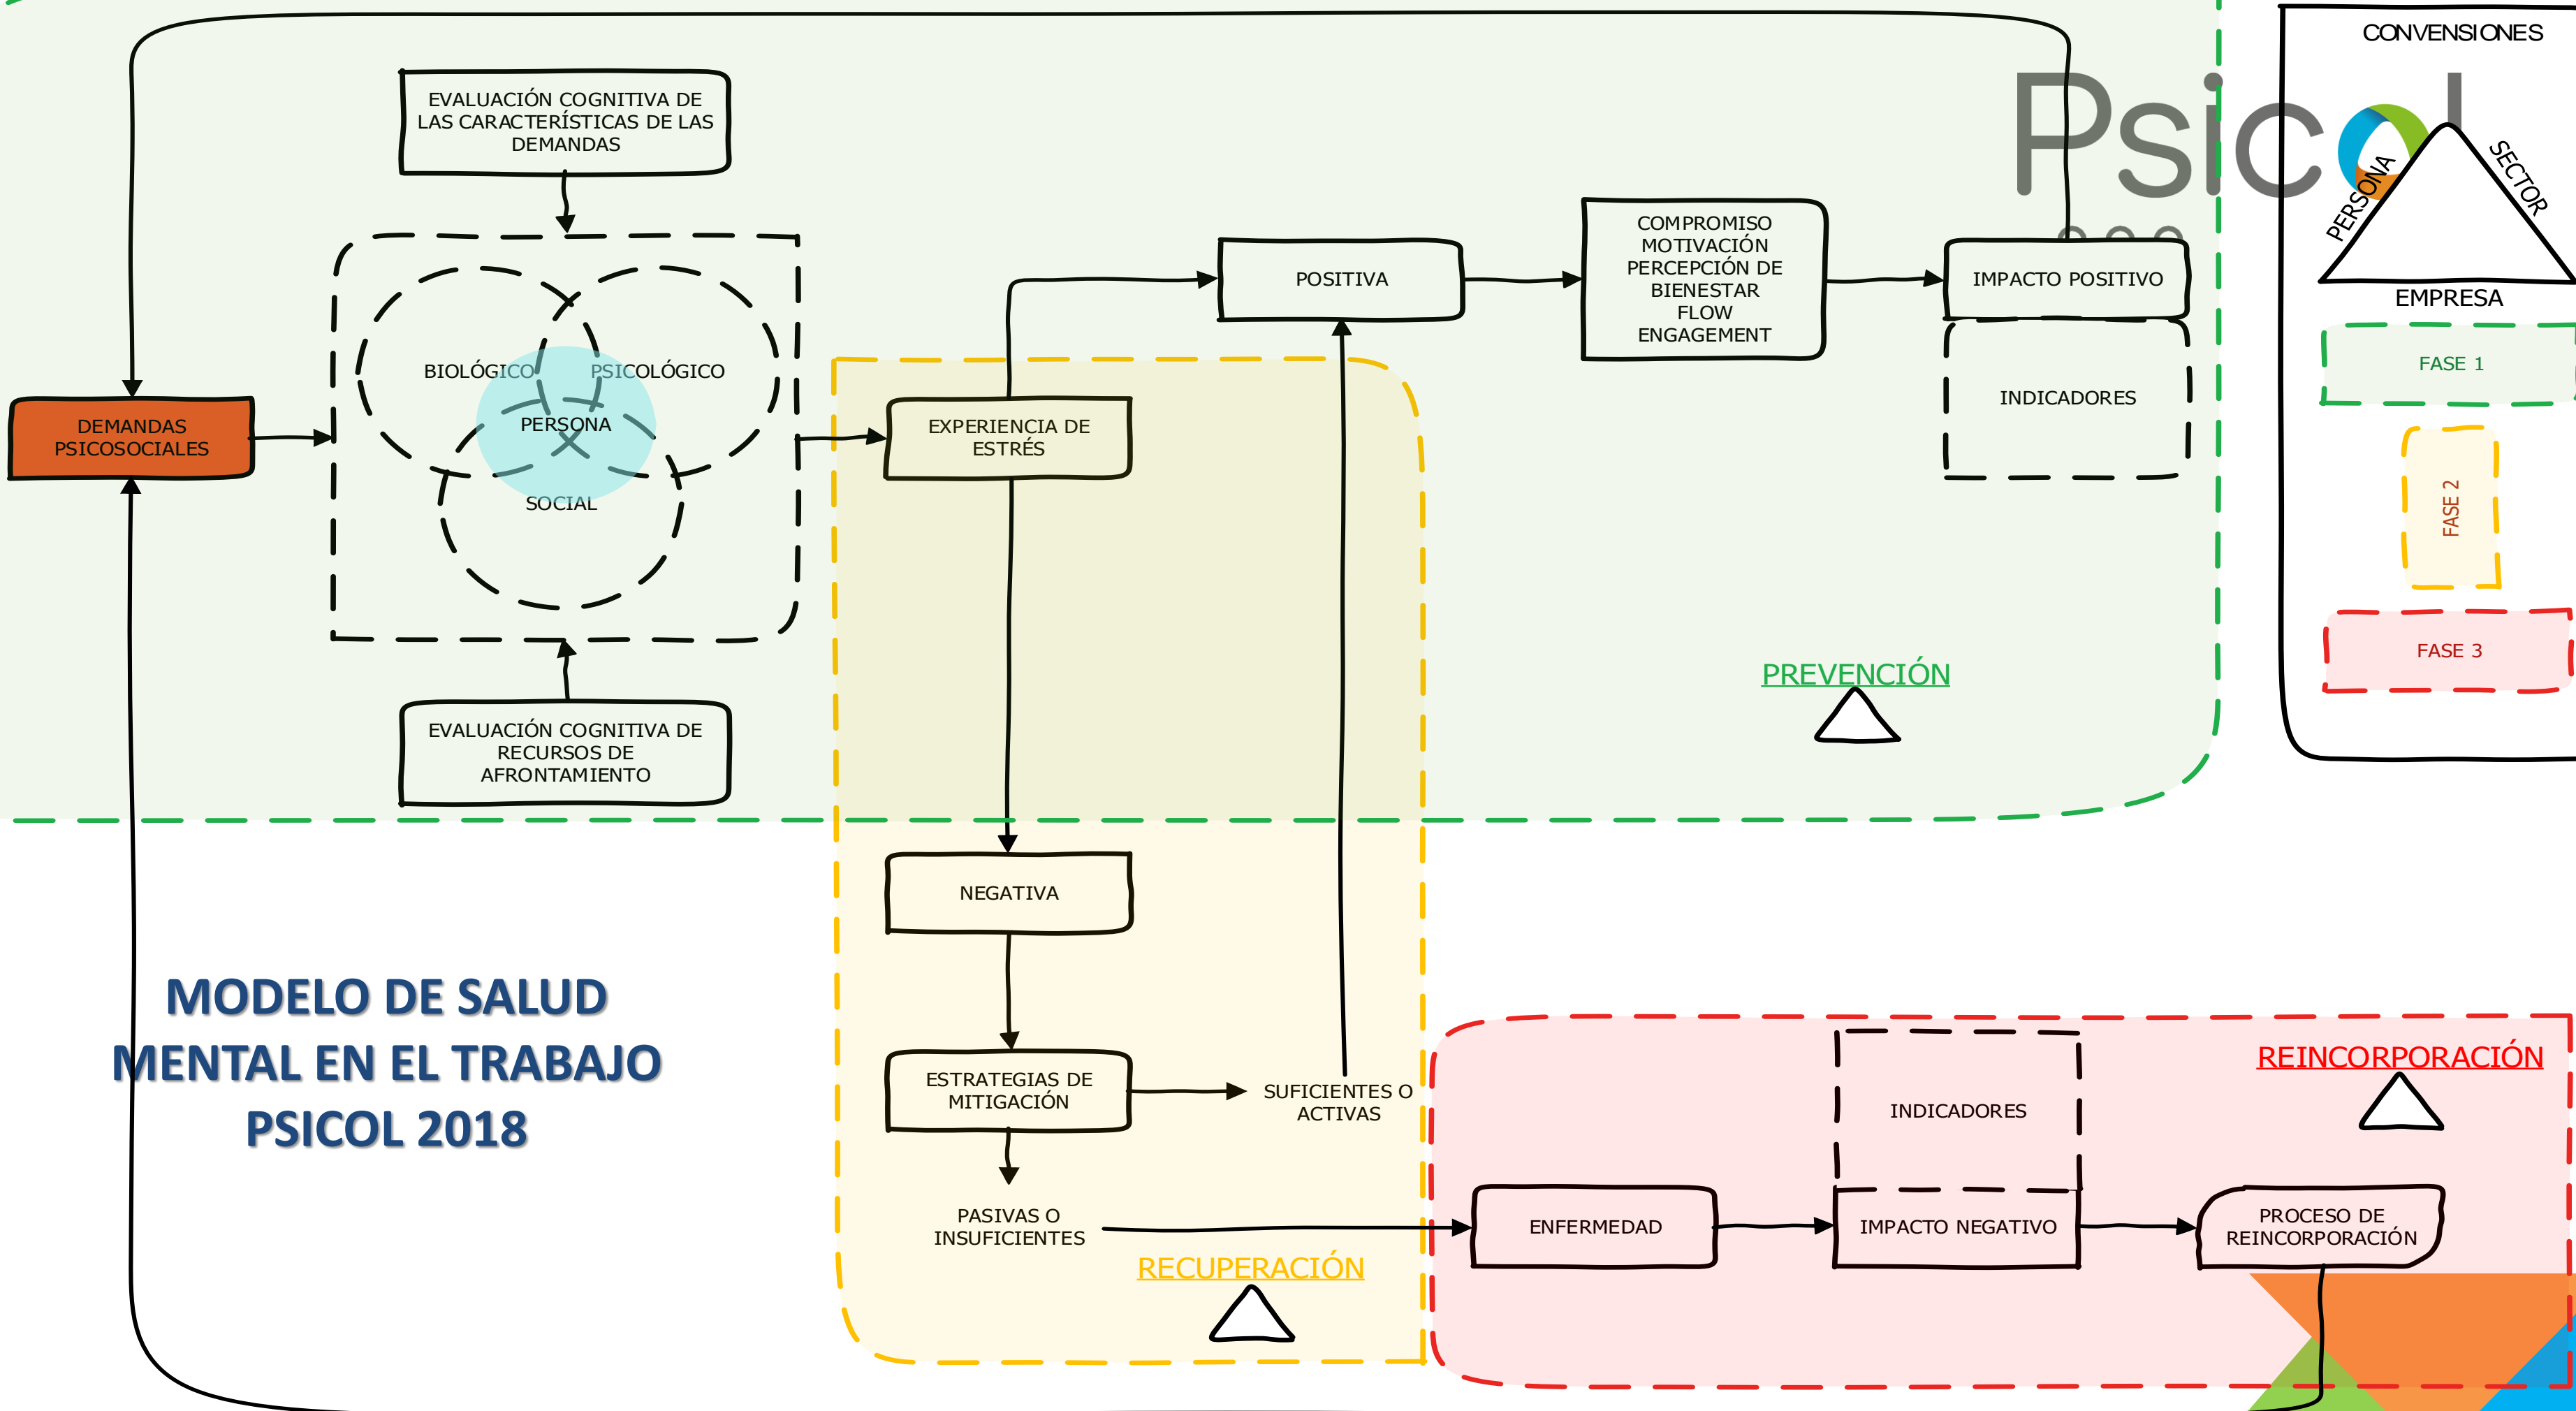 CONVENSIONES
Psicol
PERSONA
SECTOR
EMPRESA
FASE 1
FASE 2
FASE 3
EVALUACIÓN COGNITIVA DE
LAS CARACTERÍSTICAS DE LAS
DEMANDAS
BIOLÓGICO
PSICOLÓGICO
PERSONA
SOCIAL
DEMANDAS
PSICOSOCIALES
EVALUACIÓN COGNITIVA DE
RECURSOS DE
AFRONTAMIENTO
EXPERIENCIA DE
ESTRÉS
POSITIVA
COMPROMISO
MOTIVACIÓN
PERCEPCIÓN DE
BIENESTAR
FLOW
ENGAGEMENT
IMPACTO POSITIVO
INDICADORES
PREVENCIÓN
NEGATIVA
ESTRATEGIAS DE
MITIGACIÓN
SUFICIENTES O
ACTIVAS
PASIVAS O
INSUFICIENTES
RECUPERACIÓN
MODELO DE SALUD
MENTAL EN EL TRABAJO
PSICOL 2018
REINCORPORACIÓN
INDICADORES
ENFERMEDAD
IMPACTO NEGATIVO
PROCESO DE
REINCORPORACIÓN